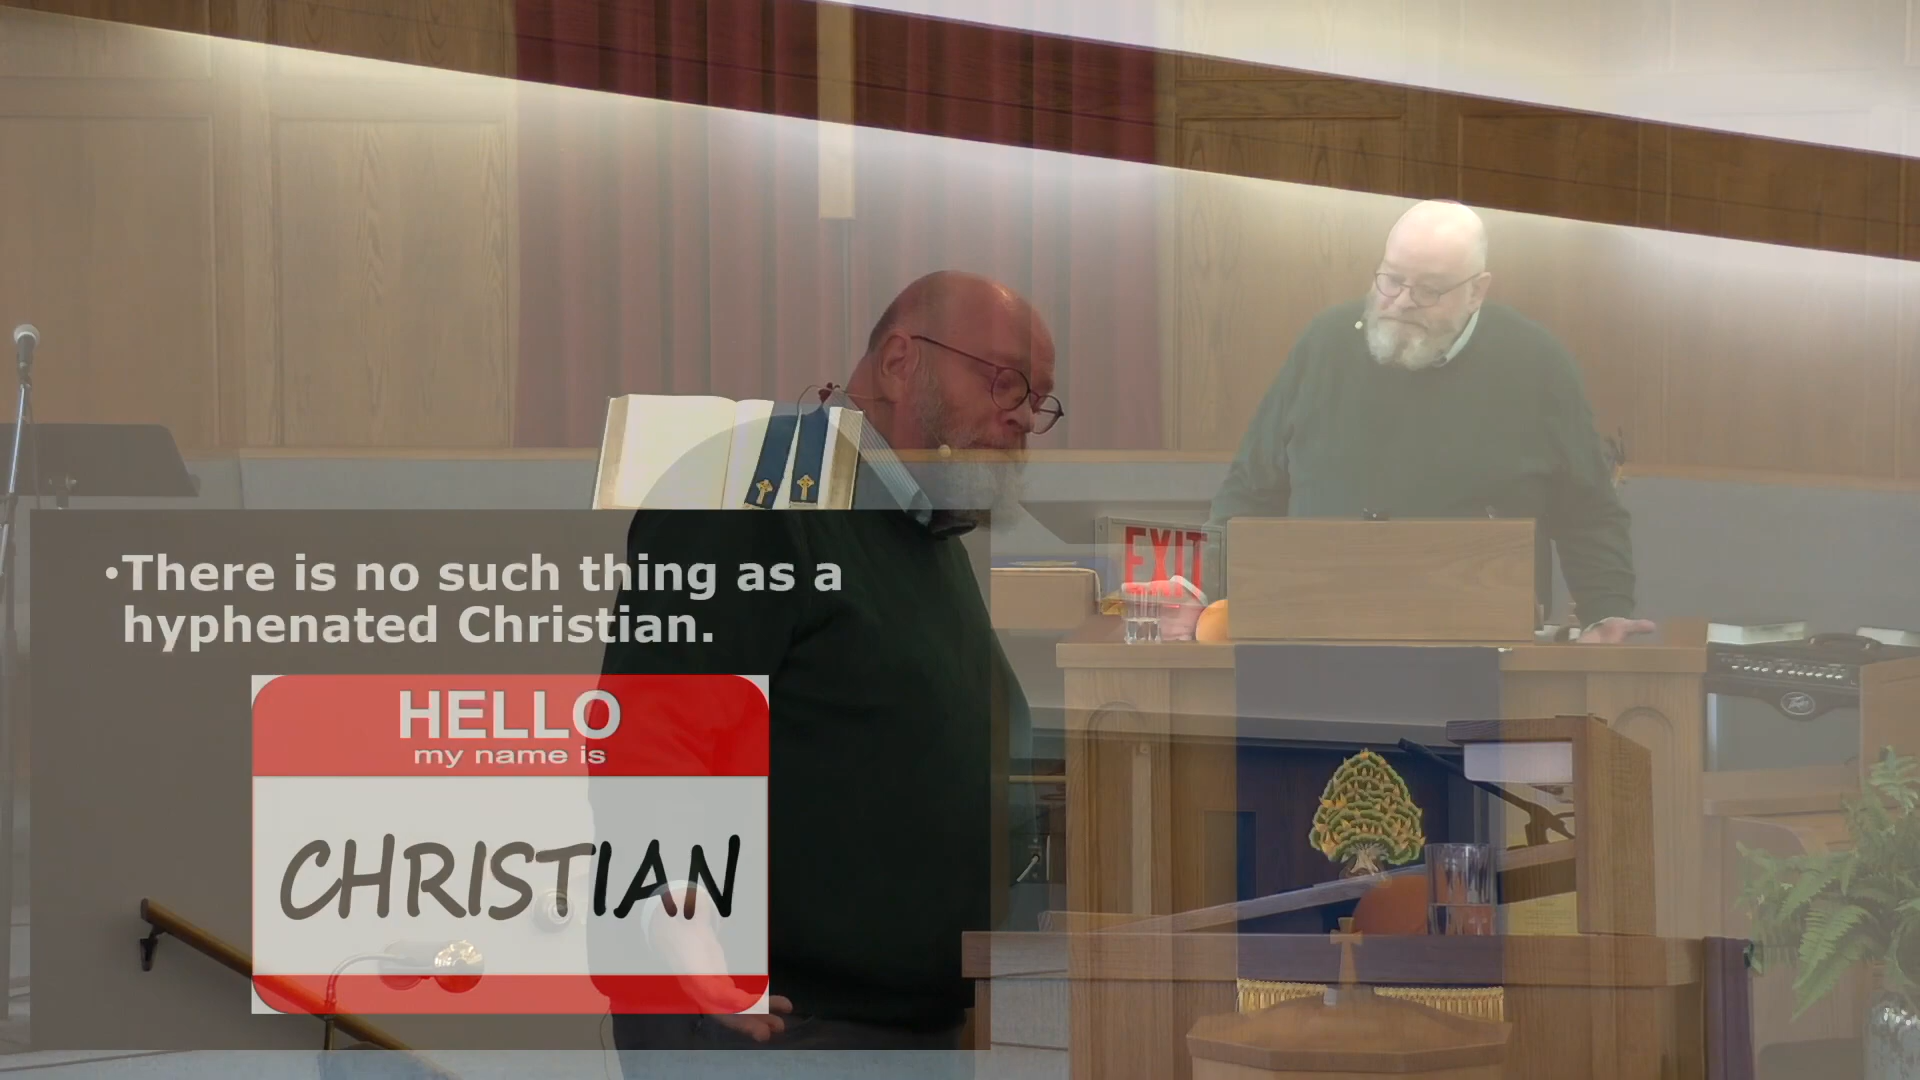 EXIT
•There is no such thing as a
hyphenated Christian.
HELLO
my name is
CHRISTIAN